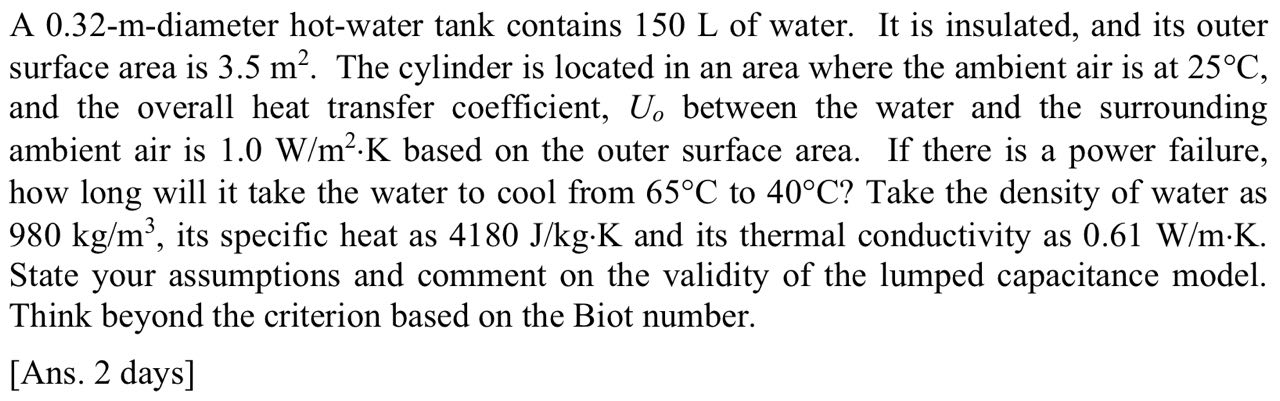 A 0.32-m-diameter hot-water tank contains 150 L of water. It is insulated, and its outer
surface area is 3.5 m². The cylinder is located in an area where the ambient air is at 25°C,
and the overall heat transfer coefficient, Uₒ between the water and the surrounding
ambient air is 1.0 W/m²·K based on the outer surface area. If there is a power failure,
how long will it take the water to cool from 65°C to 40°C? Take the density of water as
980 kg/m³, its specific heat as 4180 J/kg·K and its thermal conductivity as 0.61 W/m·K.
State your assumptions and comment on the validity of the lumped capacitance model.
Think beyond the criterion based on the Biot number.
[Ans. 2 days]